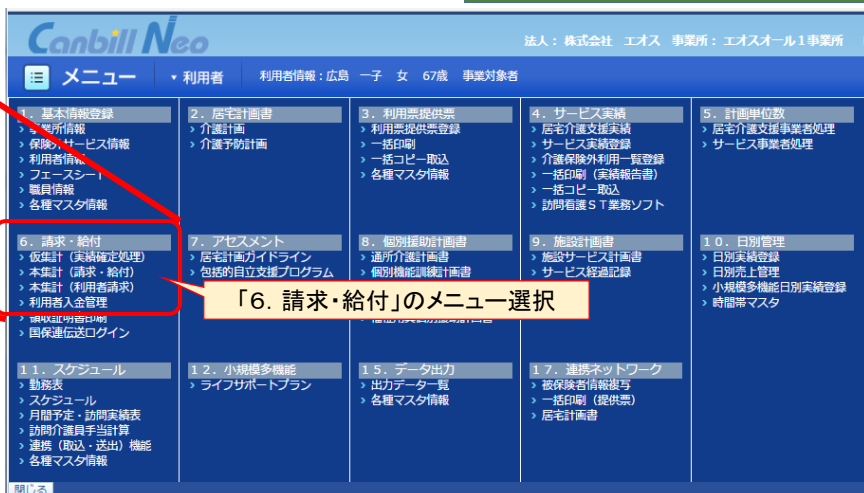 Canbill Neo
法人：株式会社 エオス 事業所：エオスオール１事業所
メニュー ▼利用者 利用者情報：広島 一子 女 67歳 事業対象者
1．基本情報登録
> 事業所情報
> 保険外サービス情報
> 利用者情報
> フェースシート
> 職員情報
> 各種マスタ情報
2．居宅計画書
> 介護計画
> 介護予防計画
3．利用票提供票
> 利用票提供票登録
> 一括印刷
> 一括コピー取込
> 各種マスタ情報
4．サービス実績
> 居宅介護支援実績
> サービス実績登録
> 介護保険外利用一覧登録
> 一括印刷（実績報告書）
> 一括コピー取込
> 訪問看護ＳＴ業務ソフト
5．計画単位数
> 居宅介護支援事業者処理
> サービス事業者処理
6．請求・給付
> 仮集計（実績確定処理）
> 本集計（請求・給付）
> 本集計（利用者請求）
> 利用者入金管理
> 領収証明書印刷
> 国保連伝送ログイン
7．アセスメント
> 居宅計画ガイドライン
> 包括的自立支援プログラム
8．個別援助計画書
> 通所介護計画書
> 個別機能訓練計画書
9．施設計画書
> 施設サービス計画書
> サービス経過記録
10．日別管理
> 日別実績登録
> 日別売上管理
> 小規模多機能日別実績登録
> 時間帯マスタ
「6．請求・給付」のメニュー選択
11．スケジュール
> 勤務表
> スケジュール
> 月間予定・訪問実績表
> 訪問介護員手当計算
> 連携（取込・送出）機能
> 各種マスタ情報
12．小規模多機能
> ライフサポートプラン
15．データ出力
> 出力データ一覧
> 各種マスタ情報
17．連携ネットワーク
> 被保険者情報複写
> 一括印刷（提供票）
> 居宅計画書
閉じる